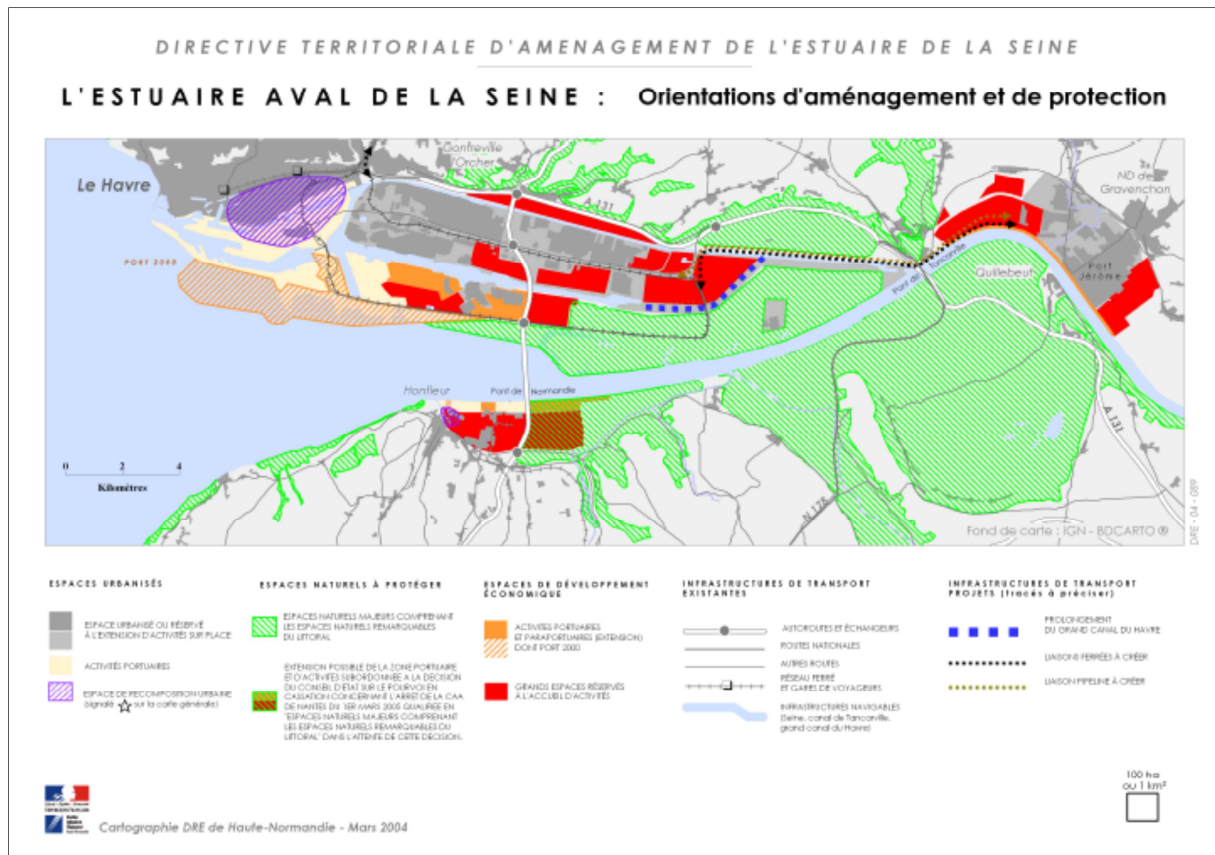 DIRECTIVE TERRITORIALE D'AMENAGEMENT DE L'ESTUAIRE DE LA SEINE
L'ESTUAIRE AVAL DE LA SEINE : Orientations d'aménagement et de protection
Gonfreville
l'Orcher
Le Havre
ND de
Gravenchon
A 131
PORT 2000
Pont de Tancarville
Quillebeuf
Port
Jérôme
Honfleur
Pont de Normandie
A 131
0 2 4
Kilomètres
N 175
Fond de carte : IGN - BDCARTO ®
DRE - 04 - 089
ESPACES URBANISÉS
ESPACE URBANISÉ OU RÉSERVÉ
À L'EXTENSION D'ACTIVITÉS SUR PLACE
ACTIVITÉS PORTUAIRES
ESPACE DE RECOMPOSITION URBAINE
(signalé ☆ sur la carte générale)
ESPACES NATURELS À PROTÉGER
ESPACES NATURELS MAJEURS COMPRENANT
LES ESPACES NATURELS REMARQUABLES
DU LITTORAL
EXTENSION POSSIBLE DE LA ZONE PORTUAIRE
ET D'ACTIVITÉS SUBORDONNEE A LA DECISION
DU CONSEIL D'ETAT SUR LE POURVOI EN
CASSATION CONCERNANT L'ARRET DE LA CAA
DE NANTES DU 1ER MARS 2005 QUALIFIEE EN
"ESPACES NATURELS MAJEURS COMPRENANT
LES ESPACES NATURELS REMARQUABLES DU
LITTORAL" DANS L'ATTENTE DE CETTE DECISION.
ESPACES DE DÉVELOPPEMENT
ÉCONOMIQUE
ACTIVITÉS PORTUAIRES
ET PARAPORTUAIRES (EXTENSION)
DONT PORT 2000
GRANDS ESPACES RÉSERVÉS
À L'ACCUEIL D'ACTIVITÉS
INFRASTRUCTURES DE TRANSPORT
EXISTANTES
AUTOROUTES ET ÉCHANGEURS
ROUTES NATIONALES
AUTRES ROUTES
RÉSEAU FERRÉ
ET GARES DE VOYAGEURS
INFRASTRUCTURES NAVIGABLES
(Seine, canal de Tancarville,
grand canal du Havre)
INFRASTRUCTURES DE TRANSPORT
PROJETS (tracés à préciser)
PROLONGEMENT
DU GRAND CANAL DU HAVRE
LIAISONS FERRÉES À CRÉER
LIAISON PIPELINE À CRÉER
100 ha
ou 1 km²
Cartographie DRE de Haute-Normandie - Mars 2004